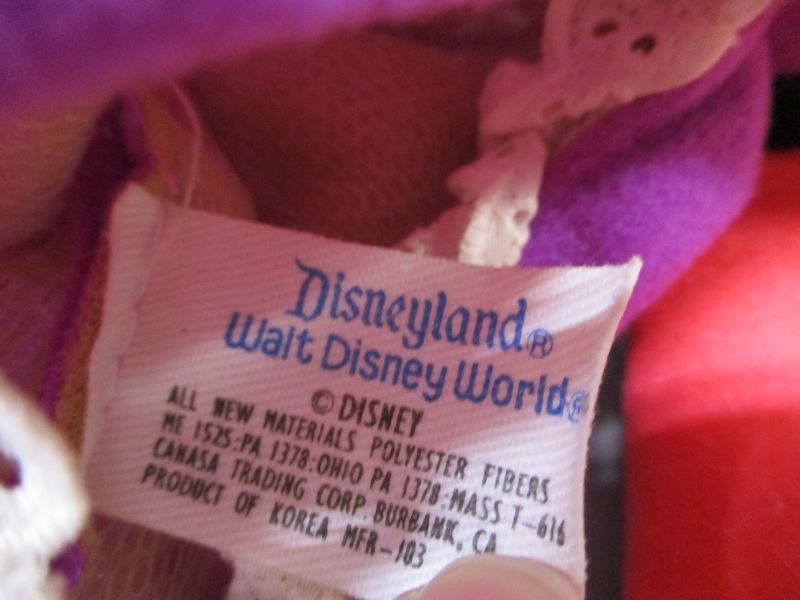 Disneyland®
Walt Disney World®
© DISNEY
ALL NEW MATERIALS POLYESTER FIBERS
ME 1525:PA 1378:OHIO PA 1378:MASS T-616
CANASA TRADING CORP. BURBANK, CA
PRODUCT OF KOREA MFR-103